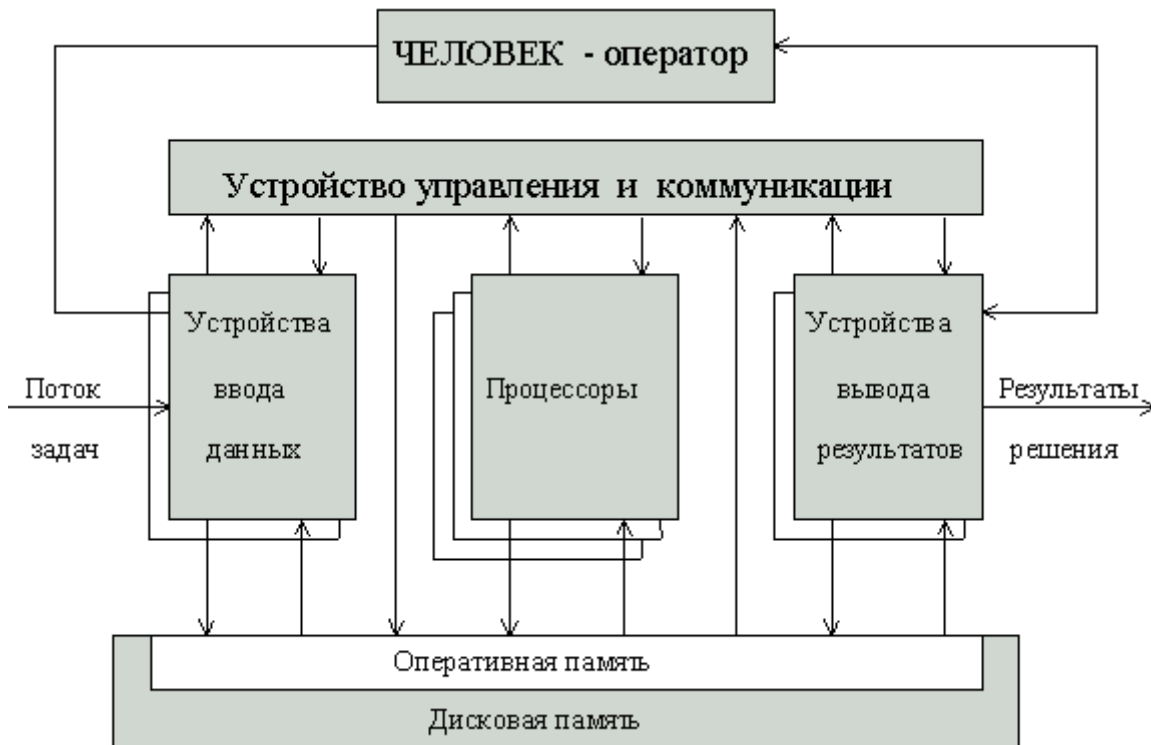 ЧЕЛОВЕК - оператор
Устройство управления и коммуникации
Поток
задач
Устройства
ввода
данных
Процессоры
Устройства
вывода
результатов
Результаты
решения
Оперативная память
Дисковая память